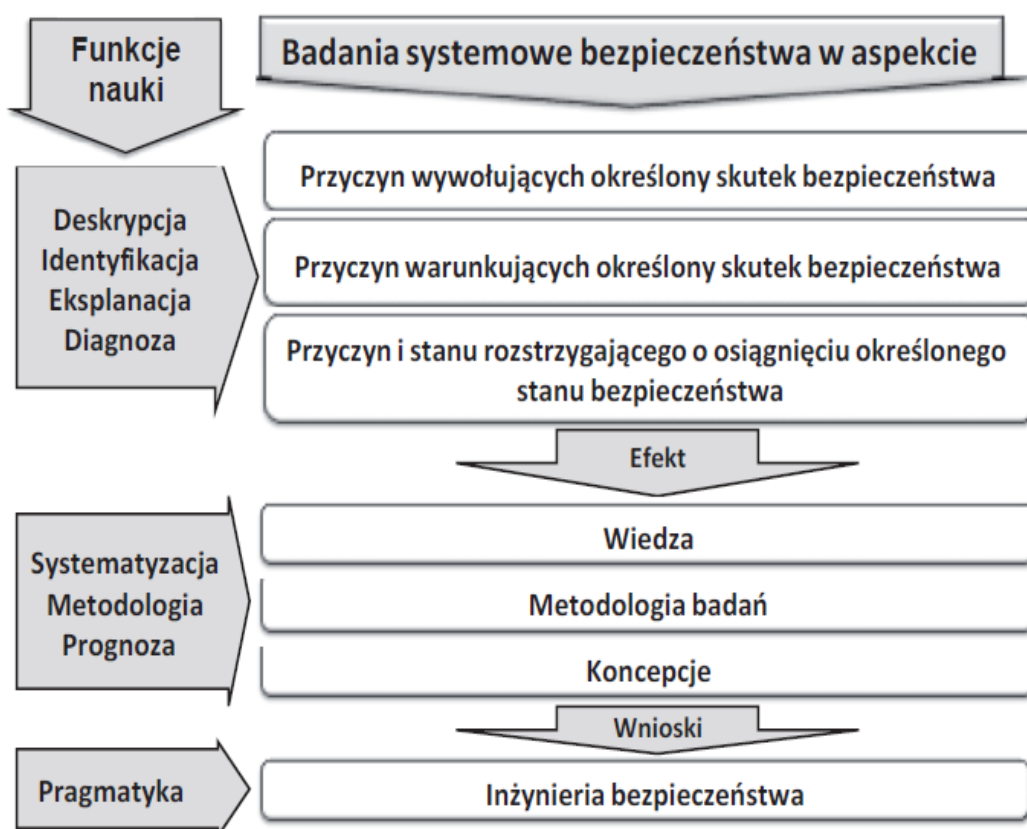 Funkcje
nauki
Badania systemowe bezpieczeństwa w aspekcie
Deskrypcja
Identyfikacja
Eksplanacja
Diagnoza
Przyczyn wywołujących określony skutek bezpieczeństwa
Przyczyn warunkujących określony skutek bezpieczeństwa
Przyczyn i stanu rozstrzygającego o osiągnięciu określonego
stanu bezpieczeństwa
Efekt
Systematyzacja
Metodologia
Prognoza
Wiedza
Metodologia badań
Koncepcje
Wnioski
Pragmatyka
Inżynieria bezpieczeństwa